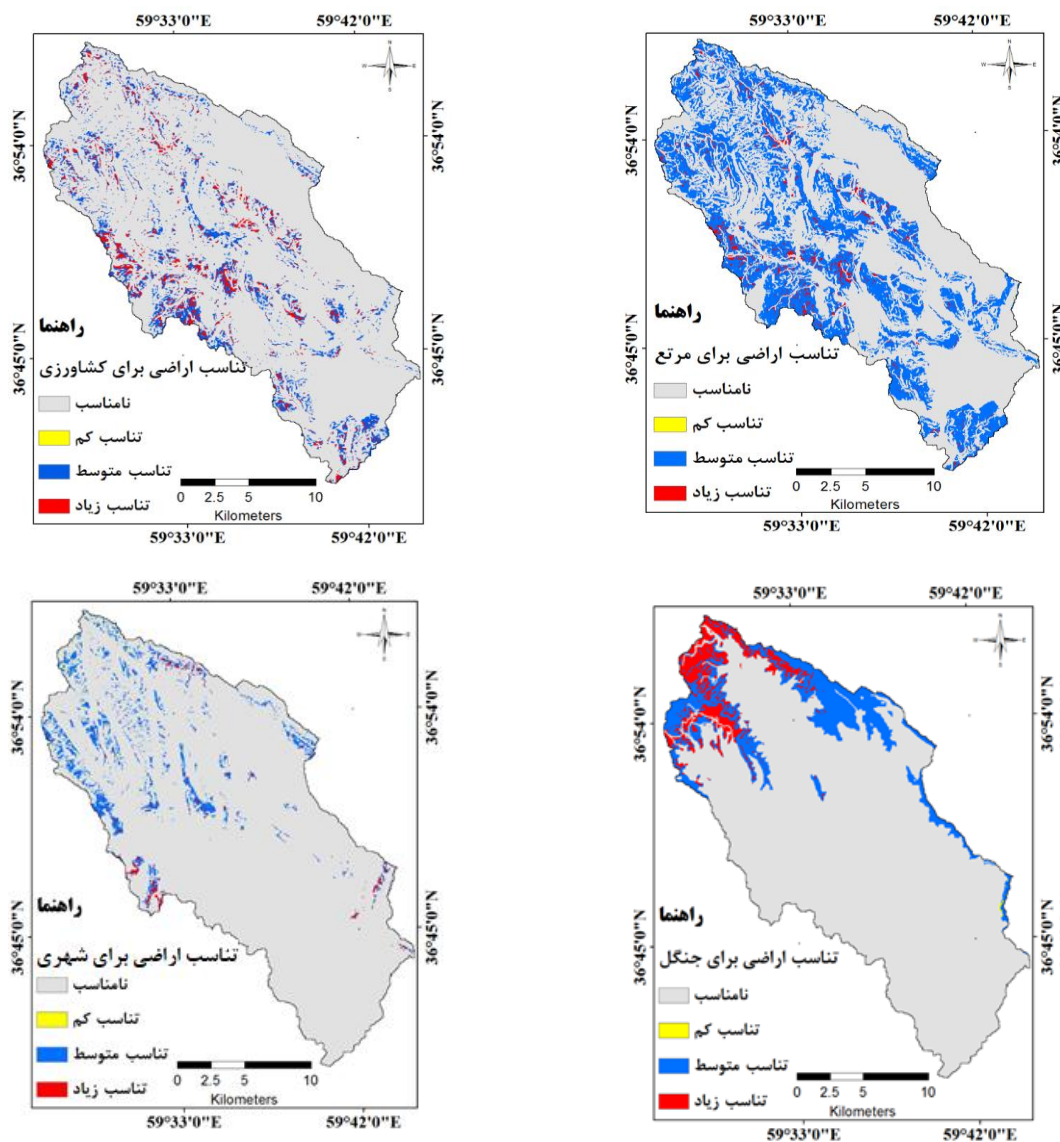 59°33'0"E 59°42'0"E
N
W E
S
36°54'0"N 36°54'0"N
36°45'0"N 36°45'0"N
راهنما
تناسب اراضی برای کشاورزی
نامناسب
تناسب کم
تناسب متوسط
تناسب زیاد
0 2.5 5 10
Kilometers
59°33'0"E 59°42'0"E
59°33'0"E 59°42'0"E
N
W E
S
36°54'0"N 36°54'0"N
36°45'0"N 36°45'0"N
راهنما
تناسب اراضی برای مرتع
نامناسب
تناسب کم
تناسب متوسط
تناسب زیاد
0 2.5 5 10
Kilometers
59°33'0"E 59°42'0"E
59°33'0"E 59°42'0"E
N
W E
S
36°54'0"N 36°54'0"N
36°45'0"N 36°45'0"N
راهنما
تناسب اراضی برای شهری
نامناسب
تناسب کم
تناسب متوسط
تناسب زیاد
0 2.5 5 10
Kilometers
59°33'0"E 59°42'0"E
59°33'0"E 59°42'0"E
N
W E
S
36°54'0"N 36°54'0"N
36°45'0"N 36°45'0"N
راهنما
تناسب اراضی برای جنگل
نامناسب
تناسب کم
تناسب متوسط
تناسب زیاد
0 2.5 5 10
Kilometers
59°33'0"E 59°42'0"E